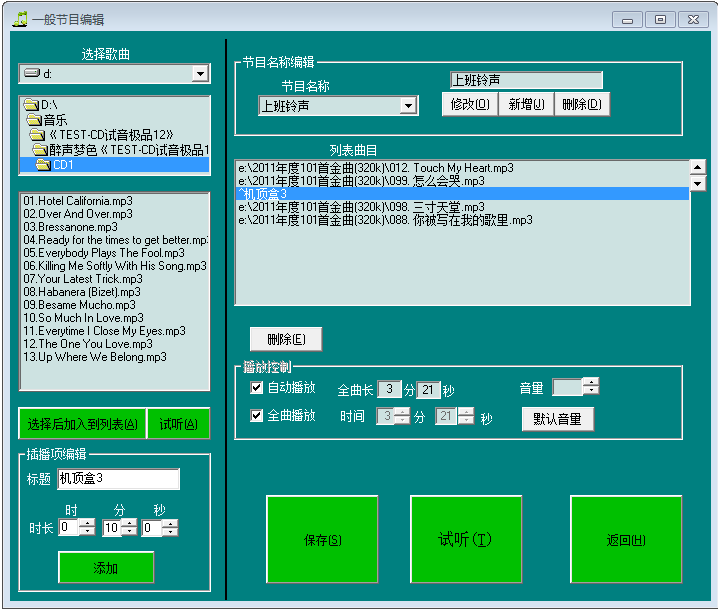 一般节目编辑
选择歌曲
d:
D:\
音乐
《TEST-CD试音极品12》
醉声梦色《TEST-CD试音极品1
CD1
01.Hotel California.mp3
02.Over And Over.mp3
03.Bressanone.mp3
04.Ready for the times to get better.mp3
05.Everybody Plays The Fool.mp3
06.Killing Me Softly With His Song.mp3
07.Your Latest Trick.mp3
08.Habanera (Bizet).mp3
09.Besame Mucho.mp3
10.So Much In Love.mp3
11.Everytime I Close My Eyes.mp3
12.The One You Love.mp3
13.Up Where We Belong.mp3
选择后加入到列表(A) 试听(A)
插播项编辑
标题 机顶盒3
时 分 秒
时长 0 10 0
添加
节目名称编辑
节目名称
上班铃声
上班铃声
修改(O) 新增(J) 删除(D)
列表曲目
e:\2011年度101首金曲(320k)\012. Touch My Heart.mp3
e:\2011年度101首金曲(320k)\099. 怎么会哭.mp3
^机顶盒3
e:\2011年度101首金曲(320k)\098. 三寸天堂.mp3
e:\2011年度101首金曲(320k)\088. 你被写在我的歌里.mp3
删除(E)
播放控制
自动播放 全曲长 3 分 21 秒 音量
全曲播放 时间 3 分 21 秒 默认音量
保存(S) 试听(T) 返回(H)